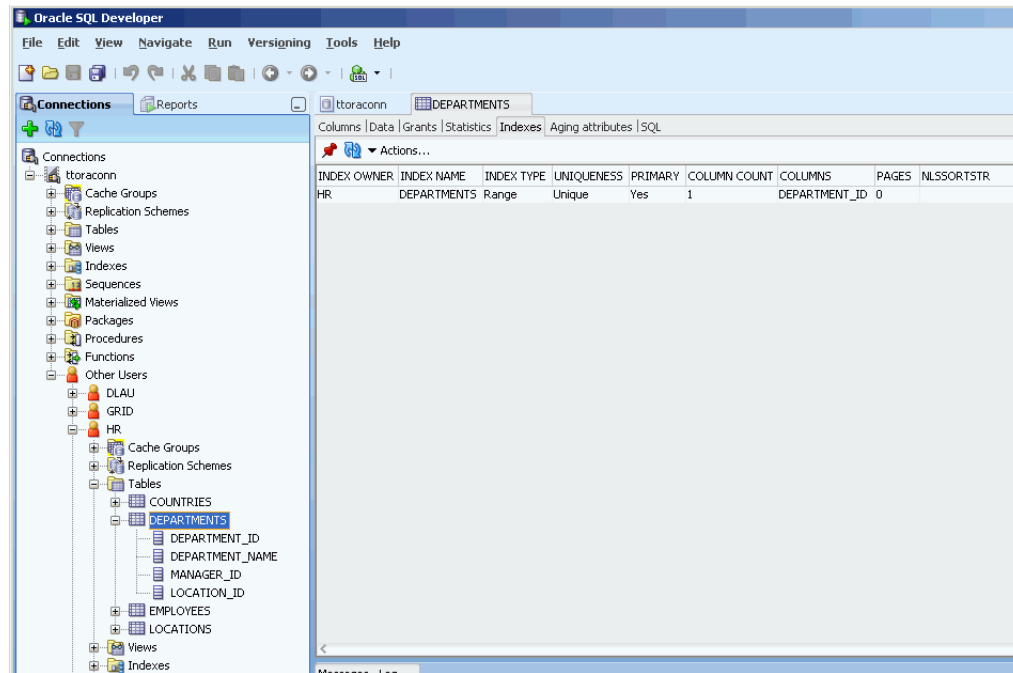 Oracle SQL Developer
File Edit View Navigate Run Versioning Tools Help
Connections Reports
ttoraconn DEPARTMENTS
Columns |Data |Grants |Statistics Indexes Aging attributes |SQL
Actions...
INDEX OWNER INDEX NAME INDEX TYPE UNIQUENESS PRIMARY COLUMN COUNT COLUMNS PAGES NLSSORTSTR
HR DEPARTMENTS Range Unique Yes 1 DEPARTMENT_ID 0
Connections
ttoraconn
Cache Groups
Replication Schemes
Tables
Views
Indexes
Sequences
Materialized Views
Packages
Procedures
Functions
Other Users
DLAU
GRID
HR
Cache Groups
Replication Schemes
Tables
COUNTRIES
DEPARTMENTS
DEPARTMENT_ID
DEPARTMENT_NAME
MANAGER_ID
LOCATION_ID
EMPLOYEES
LOCATIONS
Views
Indexes
Messages - Log